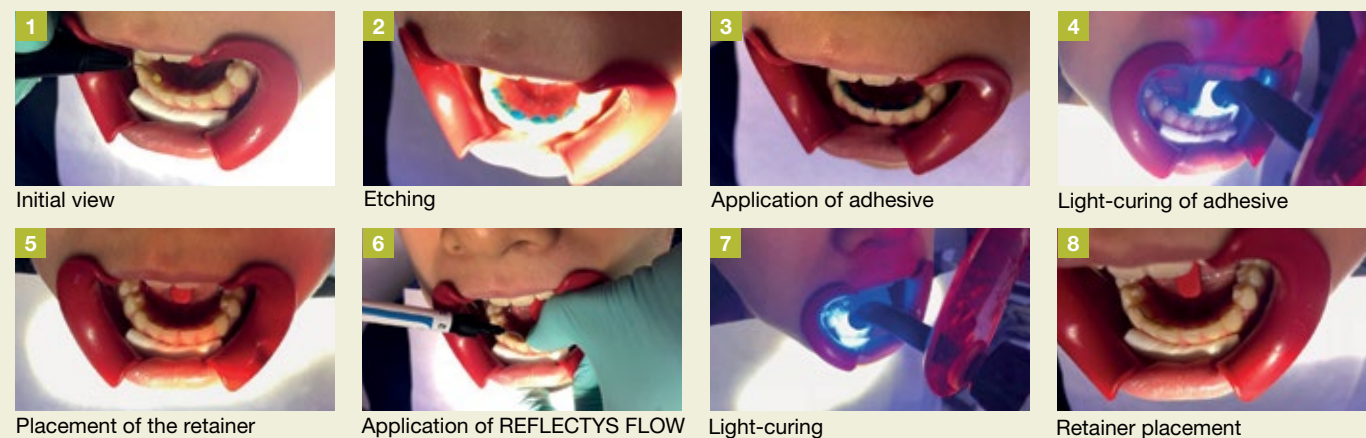 1
2
3
4
Initial view
Etching
Application of adhesive
Light-curing of adhesive
5
6
7
8
Placement of the retainer
Application of REFLECTYS FLOW
Light-curing
Retainer placement